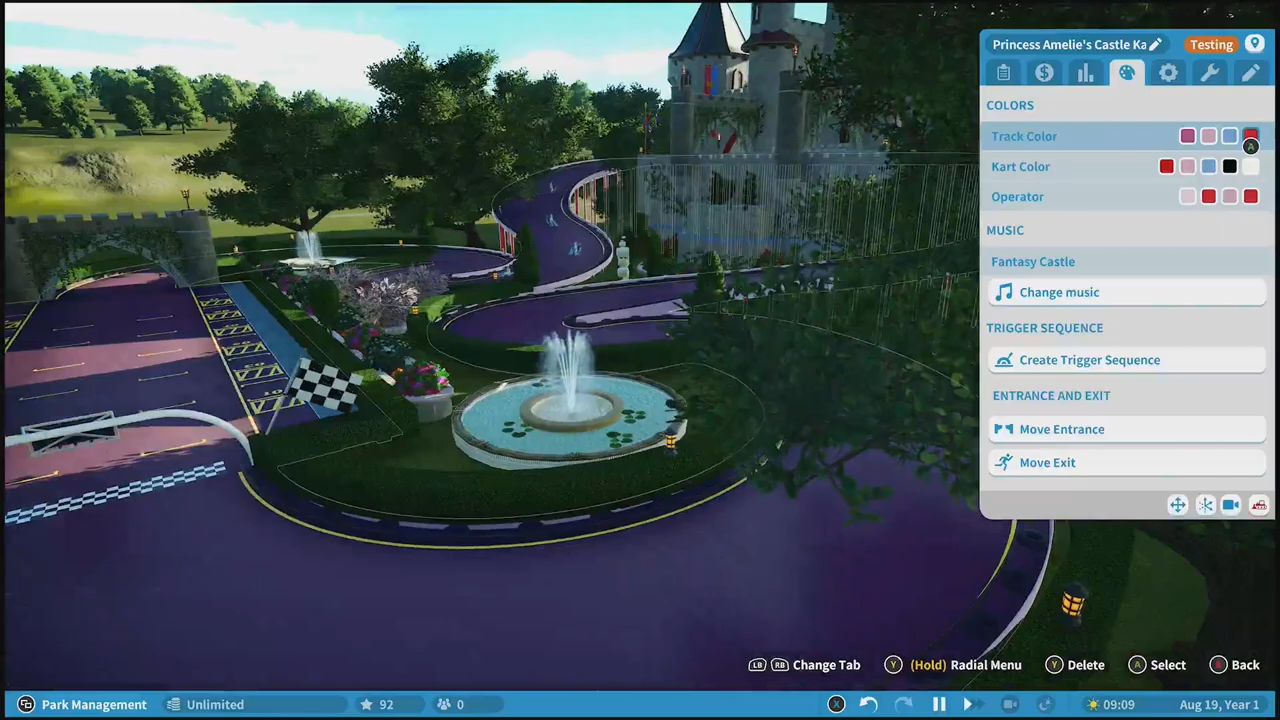 Princess Amelie's Castle Ka
Testing
COLORS
Track Color
A
Kart Color
Operator
MUSIC
Fantasy Castle
Change music
TRIGGER SEQUENCE
Create Trigger Sequence
ENTRANCE AND EXIT
Move Entrance
Move Exit
LB RB Change Tab
Y (Hold) Radial Menu
Y Delete
A Select
B Back
Park Management
Unlimited
92
0
X
09:09
Aug 19, Year 1